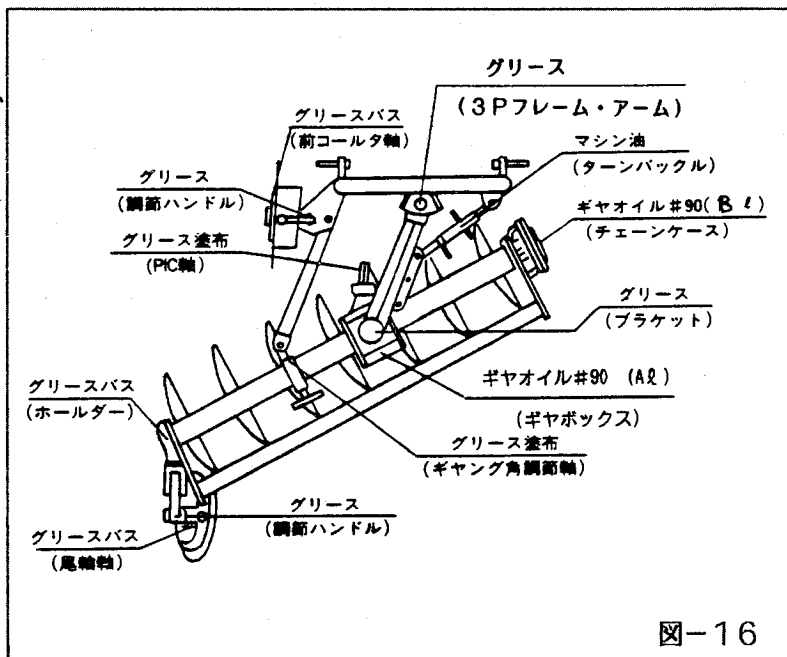 グリース
(3Pフレーム・アーム)
グリースバス
(前コールタ軸)
マシン油
(ターンバックル)
グリース
(調節ハンドル)
ギヤオイル#90(Bℓ)
(チェーンケース)
グリース塗布
(PIC軸)
グリース
(ブラケット)
ギヤオイル#90 (Aℓ)
(ギヤボックス)
グリースバス
(ホールダー)
グリース塗布
(ギヤング角調節軸)
グリース
(調節ハンドル)
グリースバス
(尾輪軸)
図-16